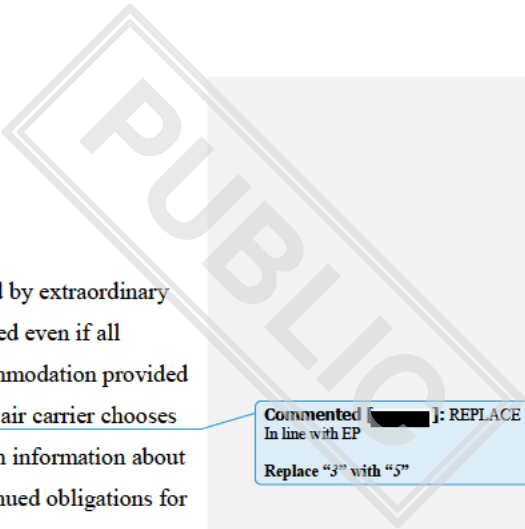 PUBLIC
by extraordinary
ed even if all
mmodation provided
air carrier chooses
information about
nued obligations for
Commented [ ]: REPLACE
In line with EP
Replace “3” with “5”